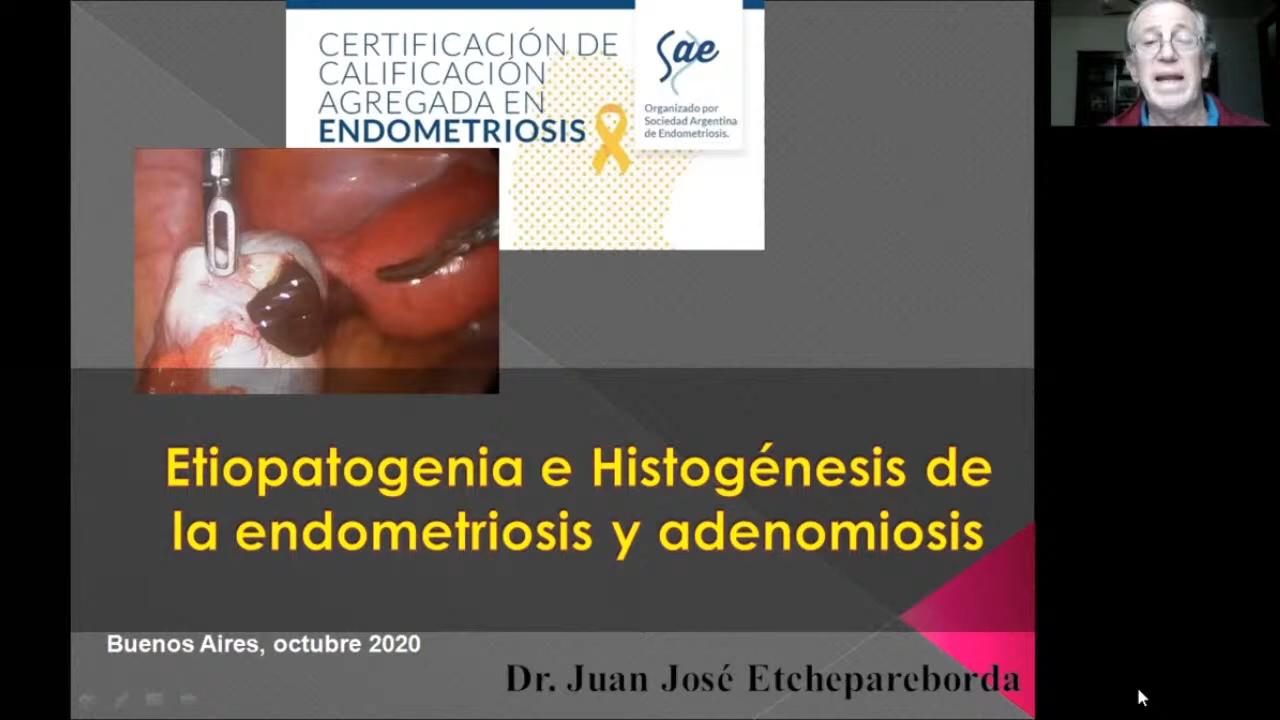 CERTIFICACIÓN DE
CALIFICACIÓN
AGREGADA EN
ENDOMETRIOSIS
Sae
Organizado por
Sociedad Argentina
de Endometriosis.
Etiopatogenia e Histogénesis de
la endometriosis y adenomiosis
Buenos Aires, octubre 2020
Dr. Juan José Etchepareborda